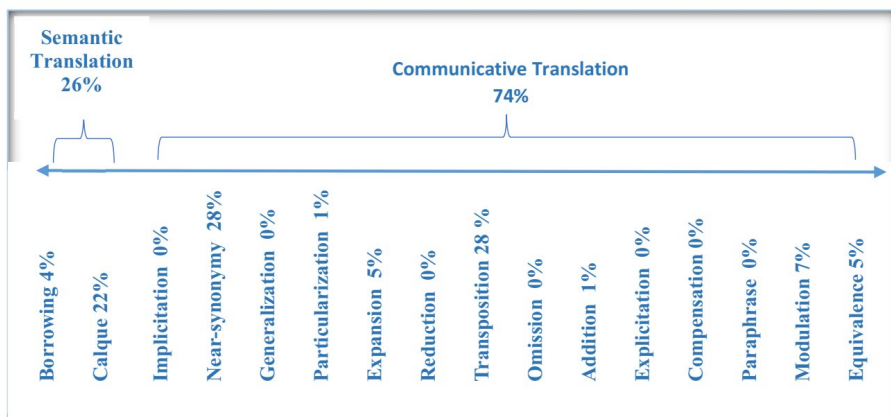 Semantic
Translation
26%
Communicative Translation
74%
Borrowing 4%
Calque 22%
Implicitation 0%
Near-synonymy 28%
Generalization 0%
Particularization 1%
Expansion 5%
Reduction 0%
Transposition 28 %
Omission 0%
Addition 1%
Explicitation 0%
Compensation 0%
Paraphrase 0%
Modulation 7%
Equivalence 5%